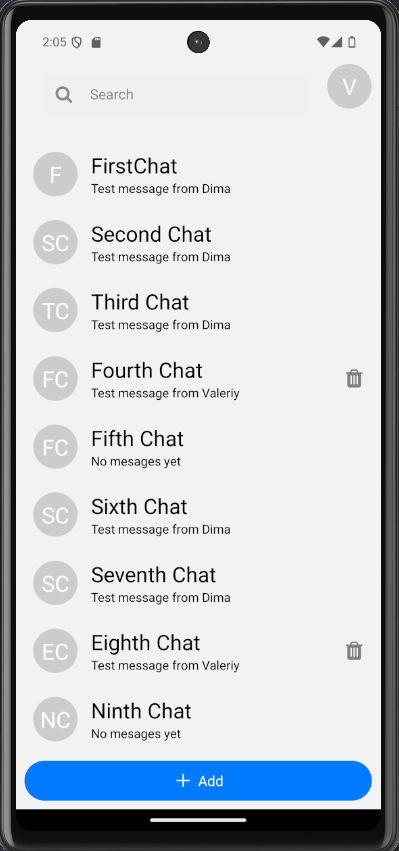 2:05
Search
V
F
FirstChat
Test message from Dima
SC
Second Chat
Test message from Dima
TC
Third Chat
Test message from Dima
FC
Fourth Chat
Test message from Valeriy
FC
Fifth Chat
No mesages yet
SC
Sixth Chat
Test message from Dima
SC
Seventh Chat
Test message from Dima
EC
Eighth Chat
Test message from Valeriy
NC
Ninth Chat
No mesages yet
Add